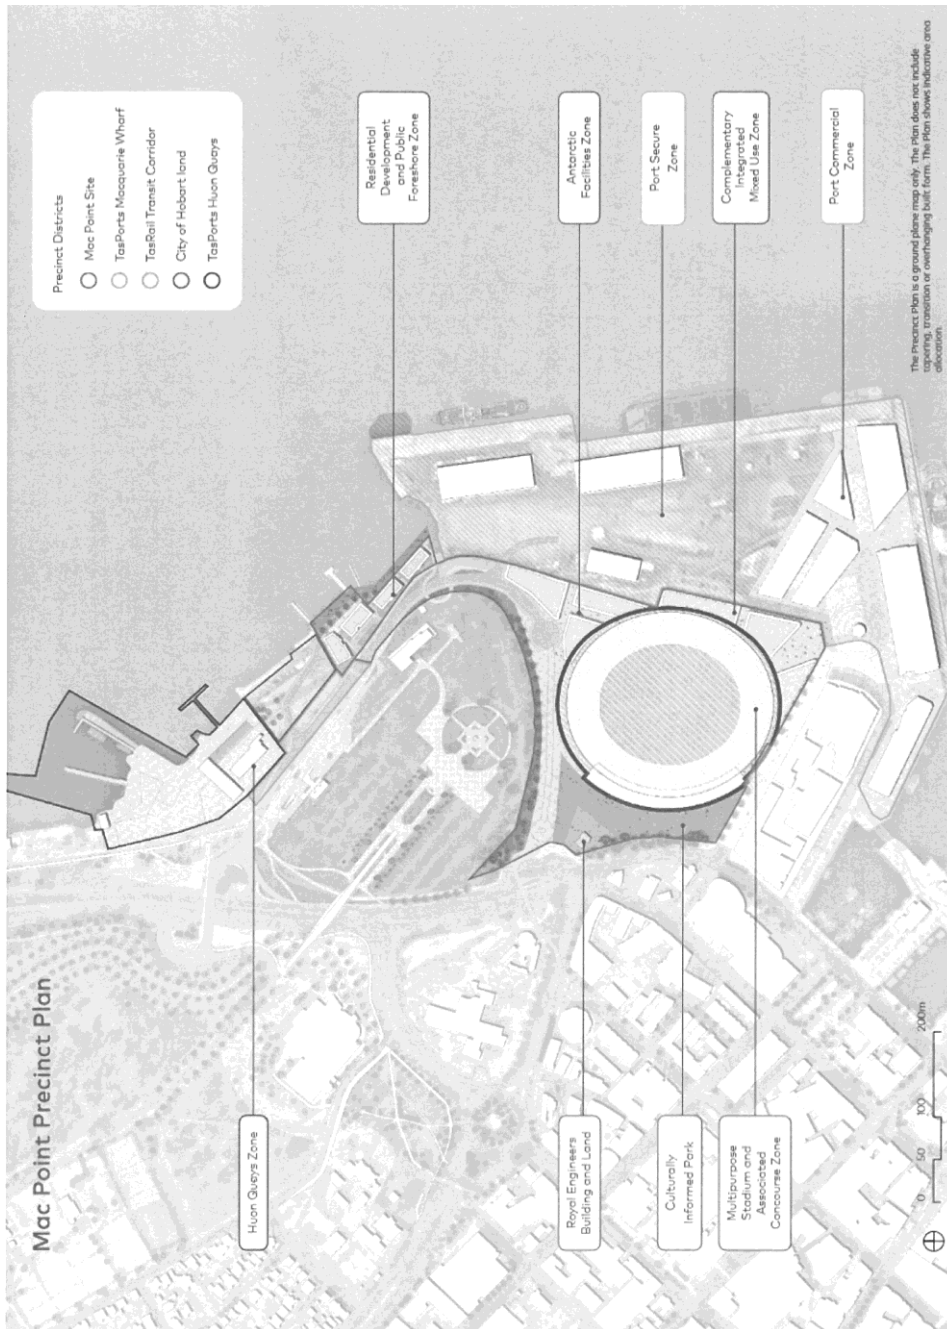 Mac Point Precinct Plan
Precinct Districts
Mac Point Site
TasPorts Macquarie Wharf
TasRail Transit Corridor
City of Hobart land
TasPorts Huon Quays
Huon Queys Zone
Residential
Development
and Public
Foreshore Zone
Royal Engineers
Building and Land
Antarctic
Facilities Zone
Culturally
Informed Park
Port Secure
Zone
Multipurpose
Stadium and
Associated
Concourse Zone
Complementary
Integrated
Mixed Use Zone
Port Commercial
Zone
0 50 100 200m
The Precinct Plan is a ground plane map only. The Plan does not include
tapering, transition or overhanging built form. The Plan shows indicative area
allocation.